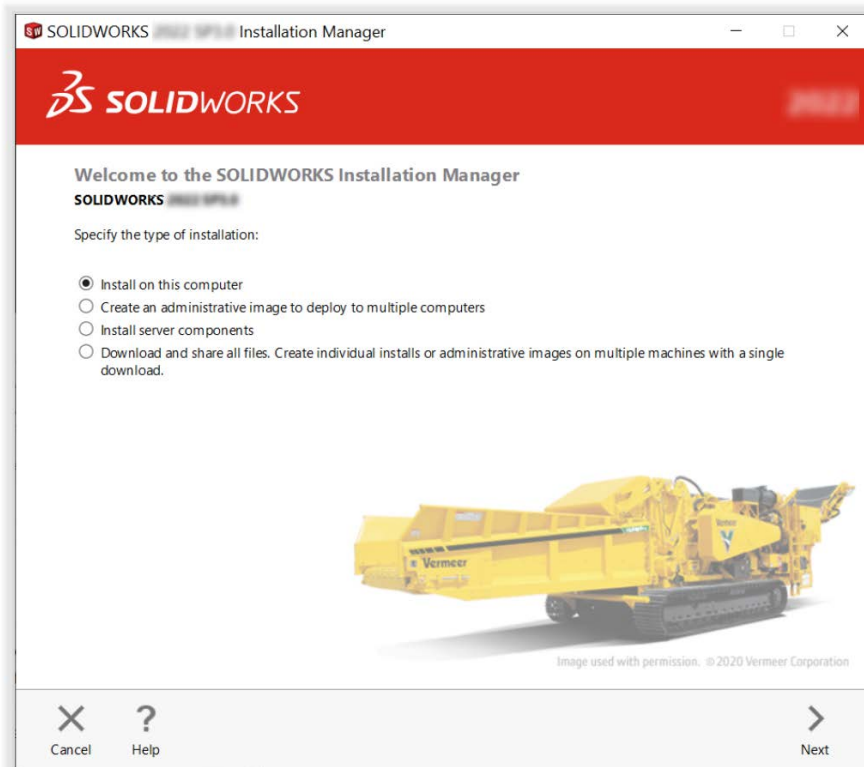 SOLIDWORKS Installation Manager
SOLIDWORKS
Welcome to the SOLIDWORKS Installation Manager
SOLIDWORKS
Specify the type of installation:
Install on this computer
Create an administrative image to deploy to multiple computers
Install server components
Download and share all files. Create individual installs or administrative images on multiple machines with a single
download.
Vermeer
Vermeer
Image used with permission. © 2020 Vermeer Corporation
Cancel
Help
Next